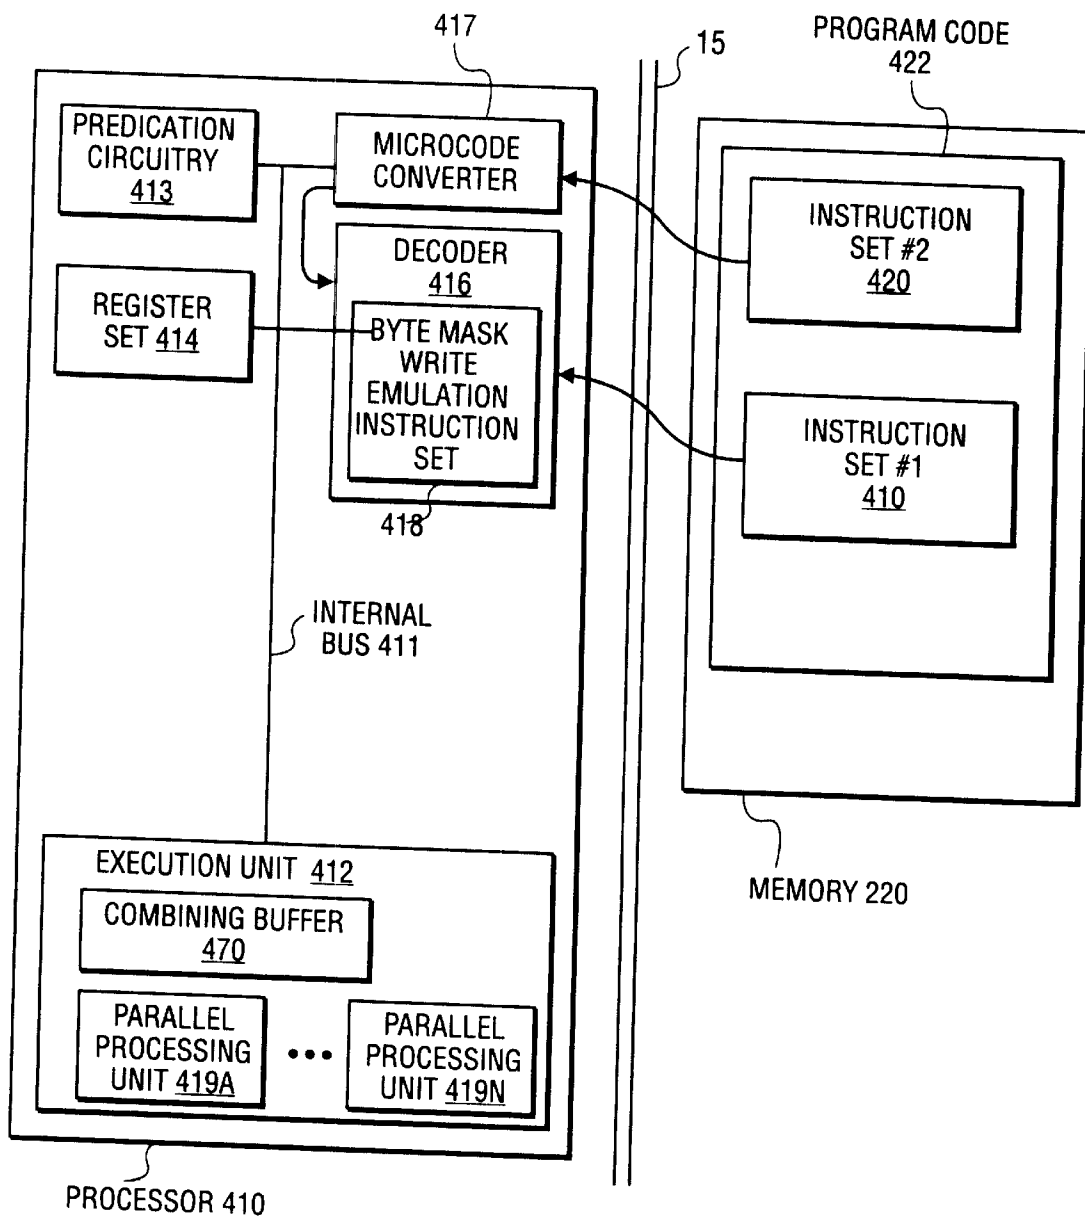 417
15
PROGRAM CODE
422
PREDICATION
CIRCUITRY
413
MICROCODE
CONVERTER
INSTRUCTION
SET #2
420
DECODER
416
REGISTER
SET 414
BYTE MASK
WRITE
EMULATION
INSTRUCTION
SET
418
INSTRUCTION
SET #1
410
INTERNAL
BUS 411
EXECUTION UNIT 412
COMBINING BUFFER
470
PARALLEL
PROCESSING
UNIT 419A
PARALLEL
PROCESSING
UNIT 419N
MEMORY 220
PROCESSOR 410